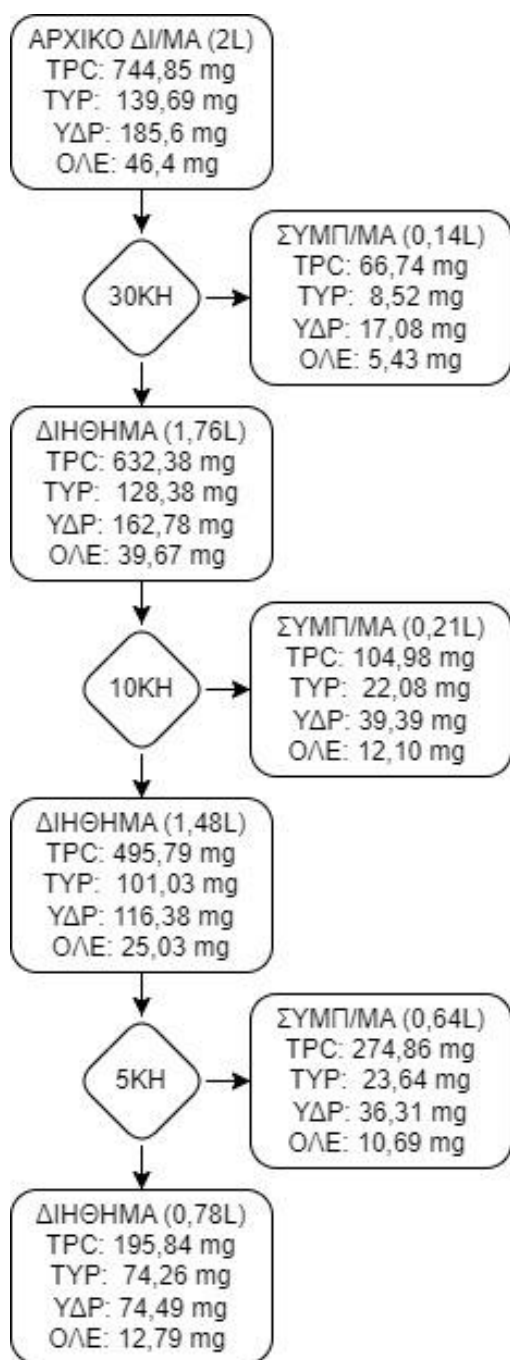 ΑΡΧΙΚΟ ΔΙ/ΜΑ (2L)
TPC: 744,85 mg
ΤΥΡ: 139,69 mg
ΥΔΡ: 185,6 mg
ΟΛΕ: 46,4 mg
30KH
ΣΥΜΠ/ΜΑ (0,14L)
TPC: 66,74 mg
ΤΥΡ: 8,52 mg
ΥΔΡ: 17,08 mg
ΟΛΕ: 5,43 mg
ΔΙΗΘΗΜΑ (1,76L)
TPC: 632,38 mg
ΤΥΡ: 128,38 mg
ΥΔΡ: 162,78 mg
ΟΛΕ: 39,67 mg
10KH
ΣΥΜΠ/ΜΑ (0,21L)
TPC: 104,98 mg
ΤΥΡ: 22,08 mg
ΥΔΡ: 39,39 mg
ΟΛΕ: 12,10 mg
ΔΙΗΘΗΜΑ (1,48L)
TPC: 495,79 mg
ΤΥΡ: 101,03 mg
ΥΔΡ: 116,38 mg
ΟΛΕ: 25,03 mg
5KH
ΣΥΜΠ/ΜΑ (0,64L)
TPC: 274,86 mg
ΤΥΡ: 23,64 mg
ΥΔΡ: 36,31 mg
ΟΛΕ: 10,69 mg
ΔΙΗΘΗΜΑ (0,78L)
TPC: 195,84 mg
ΤΥΡ: 74,26 mg
ΥΔΡ: 74,49 mg
ΟΛΕ: 12,79 mg